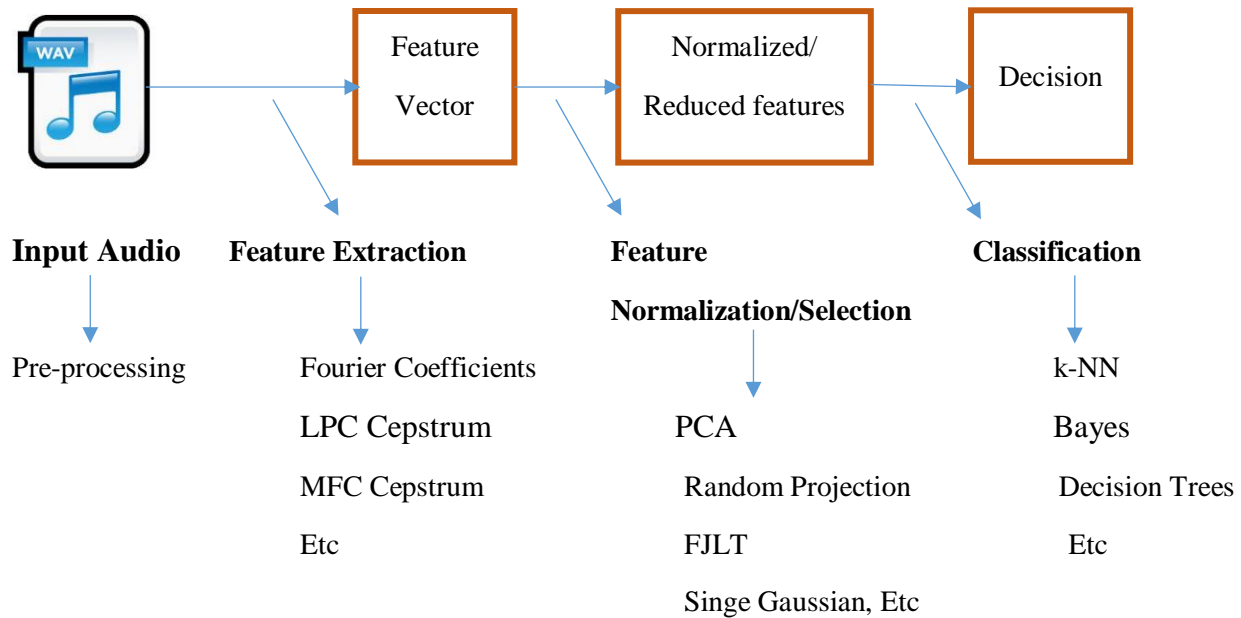 WAV
Feature
Vector
Normalized/
Reduced features
Decision
Input Audio
Feature Extraction
Feature
Normalization/Selection
Classification
Pre-processing
Fourier Coefficients
LPC Cepstrum
MFC Cepstrum
Etc
PCA
Random Projection
FJLT
Singe Gaussian, Etc
k-NN
Bayes
Decision Trees
Etc